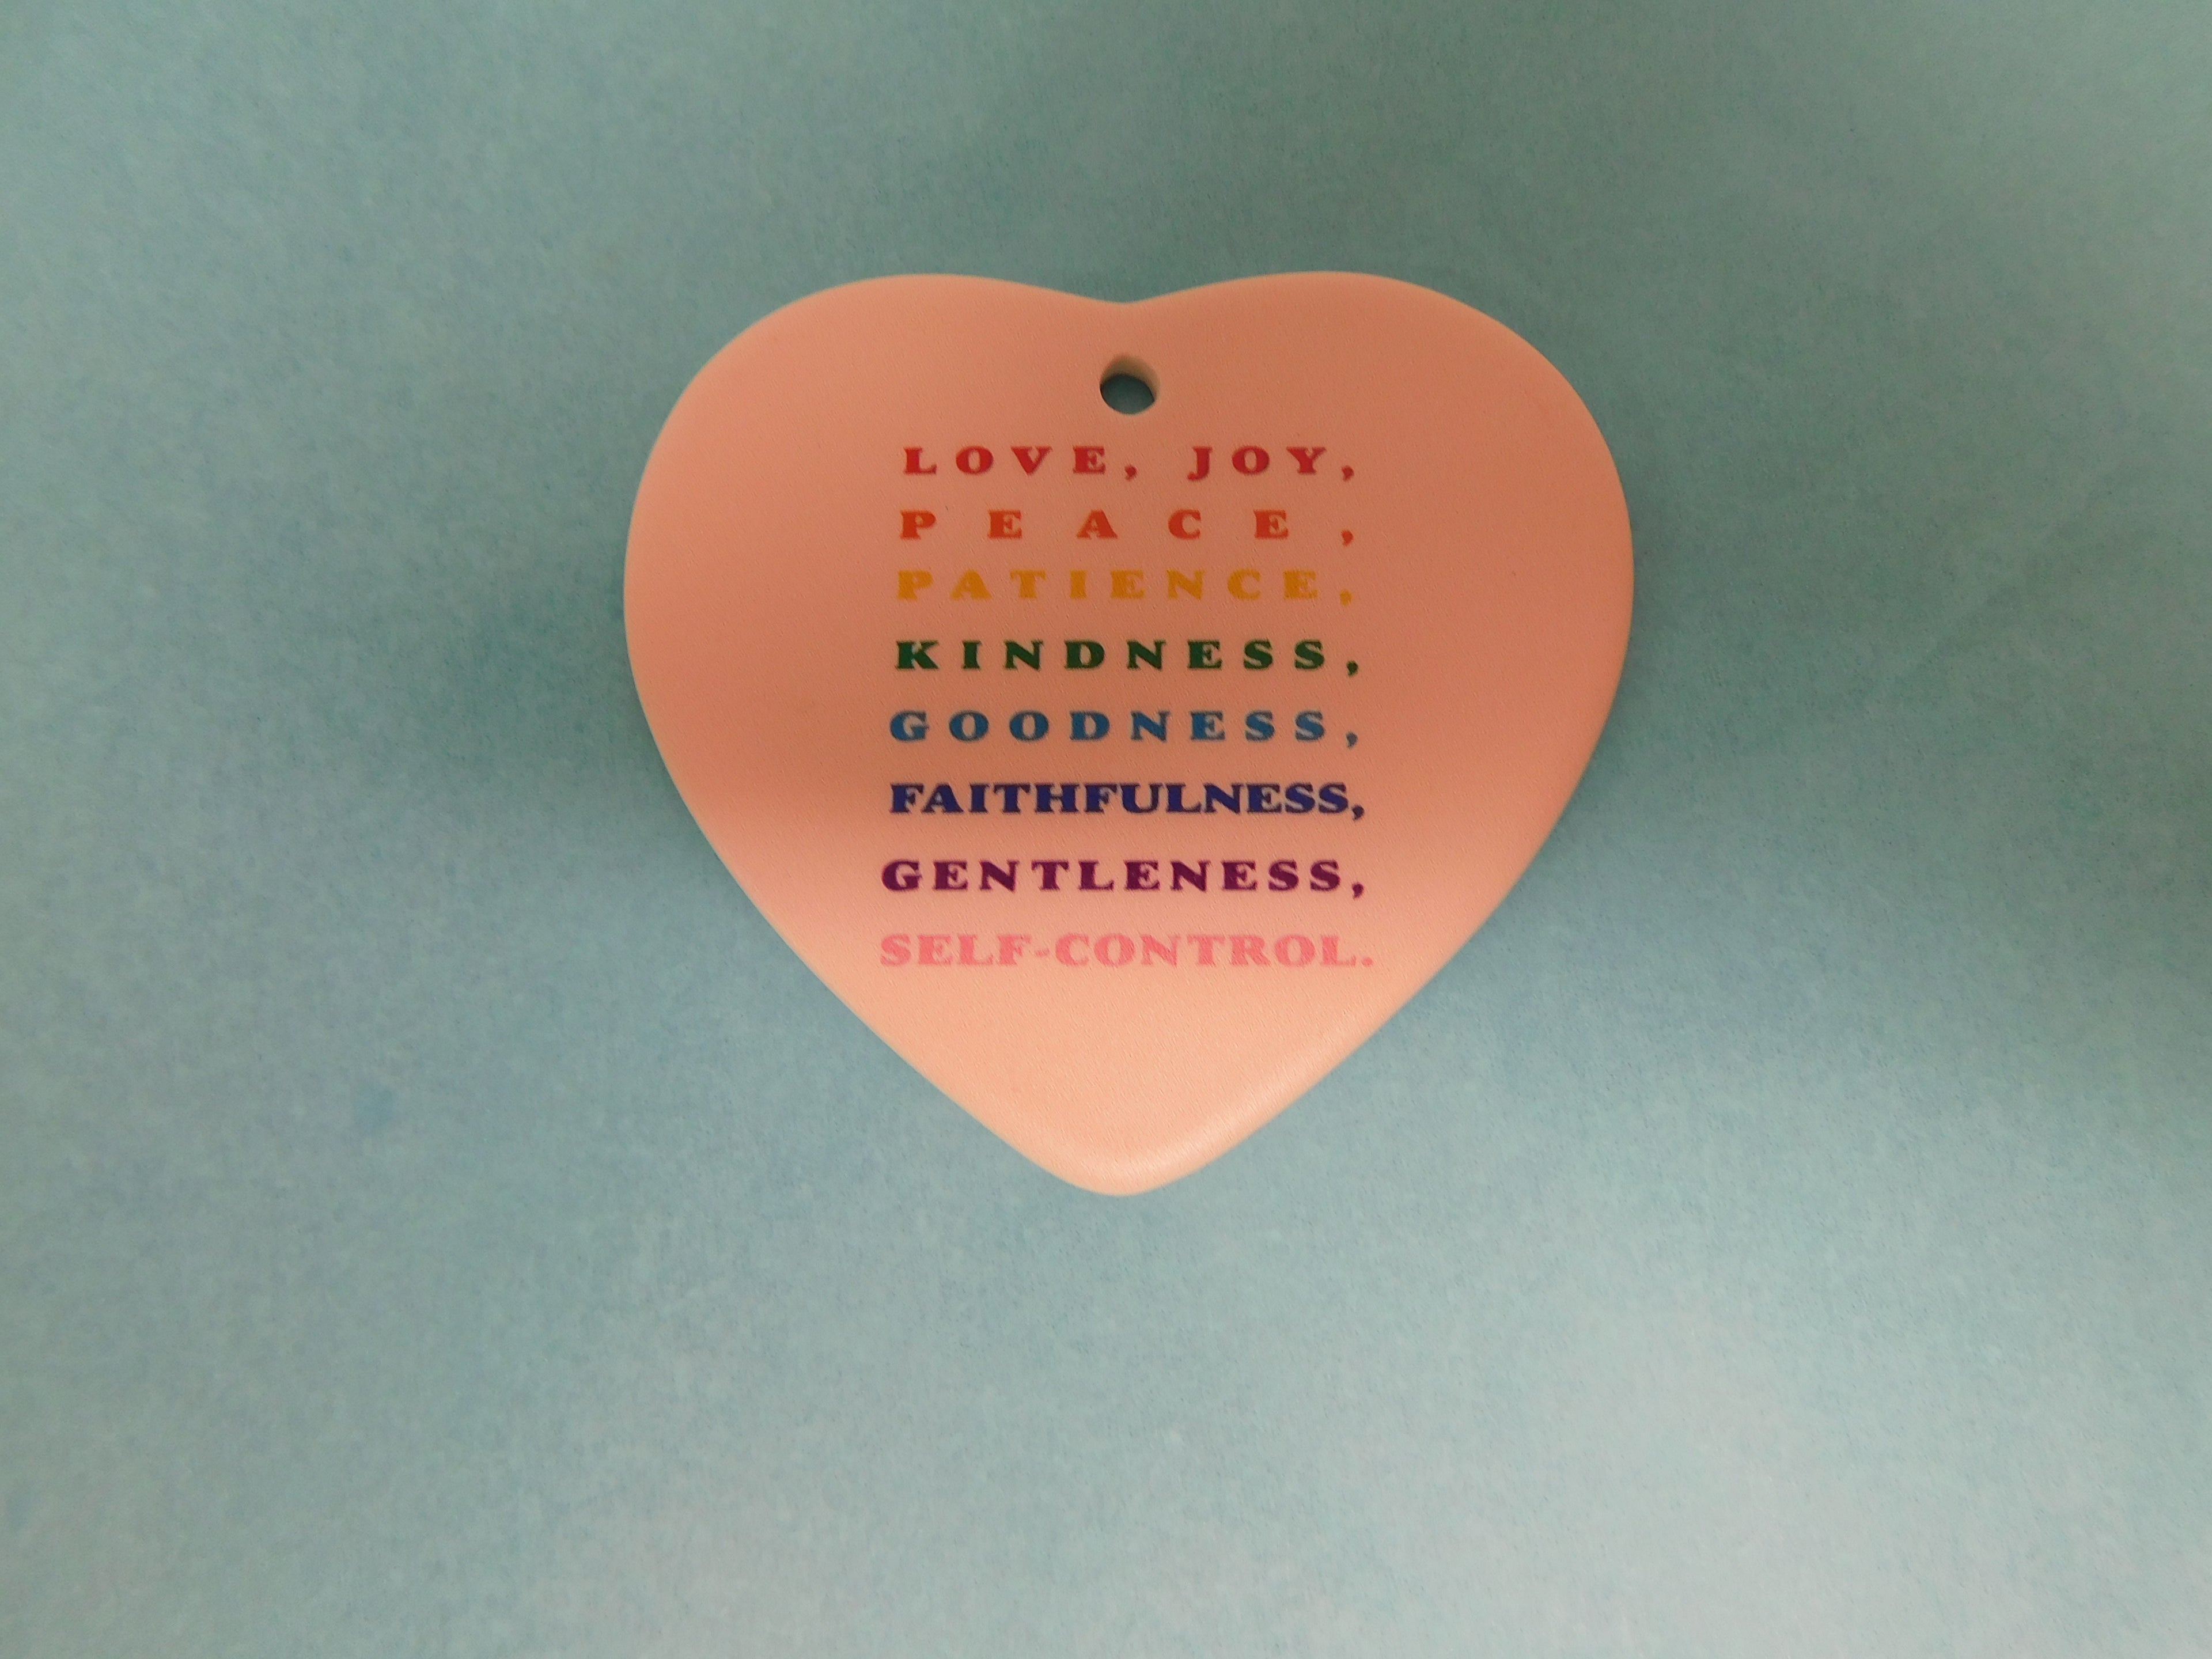 LOVE, JOY,
PEACE,
PATIENCE,
KINDNESS,
GOODNESS,
FAITHFULNESS,
GENTLENESS,
SELF-CONTROL.